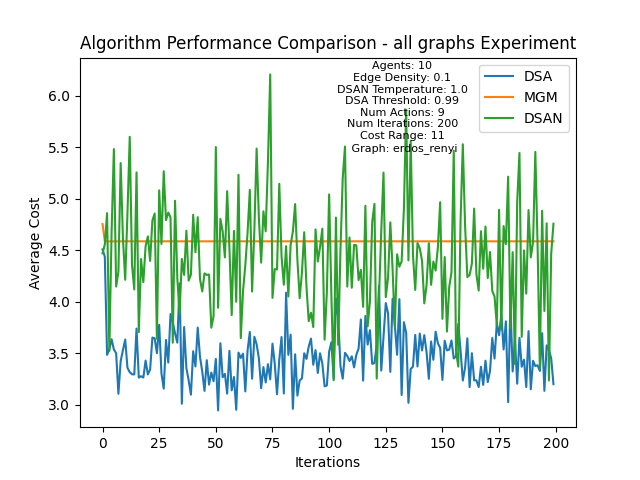 Algorithm Performance Comparison - all graphs Experiment
Agents: 10
Edge Density: 0.1
DSAN Temperature: 1.0
DSA Threshold: 0.99
Num Actions: 9
Num Iterations: 200
Cost Range: 11
Graph: erdos_renyi
DSA
MGM
DSAN
Average Cost
6.0
5.5
5.0
4.5
4.0
3.5
3.0
0 25 50 75 100 125 150 175 200
Iterations